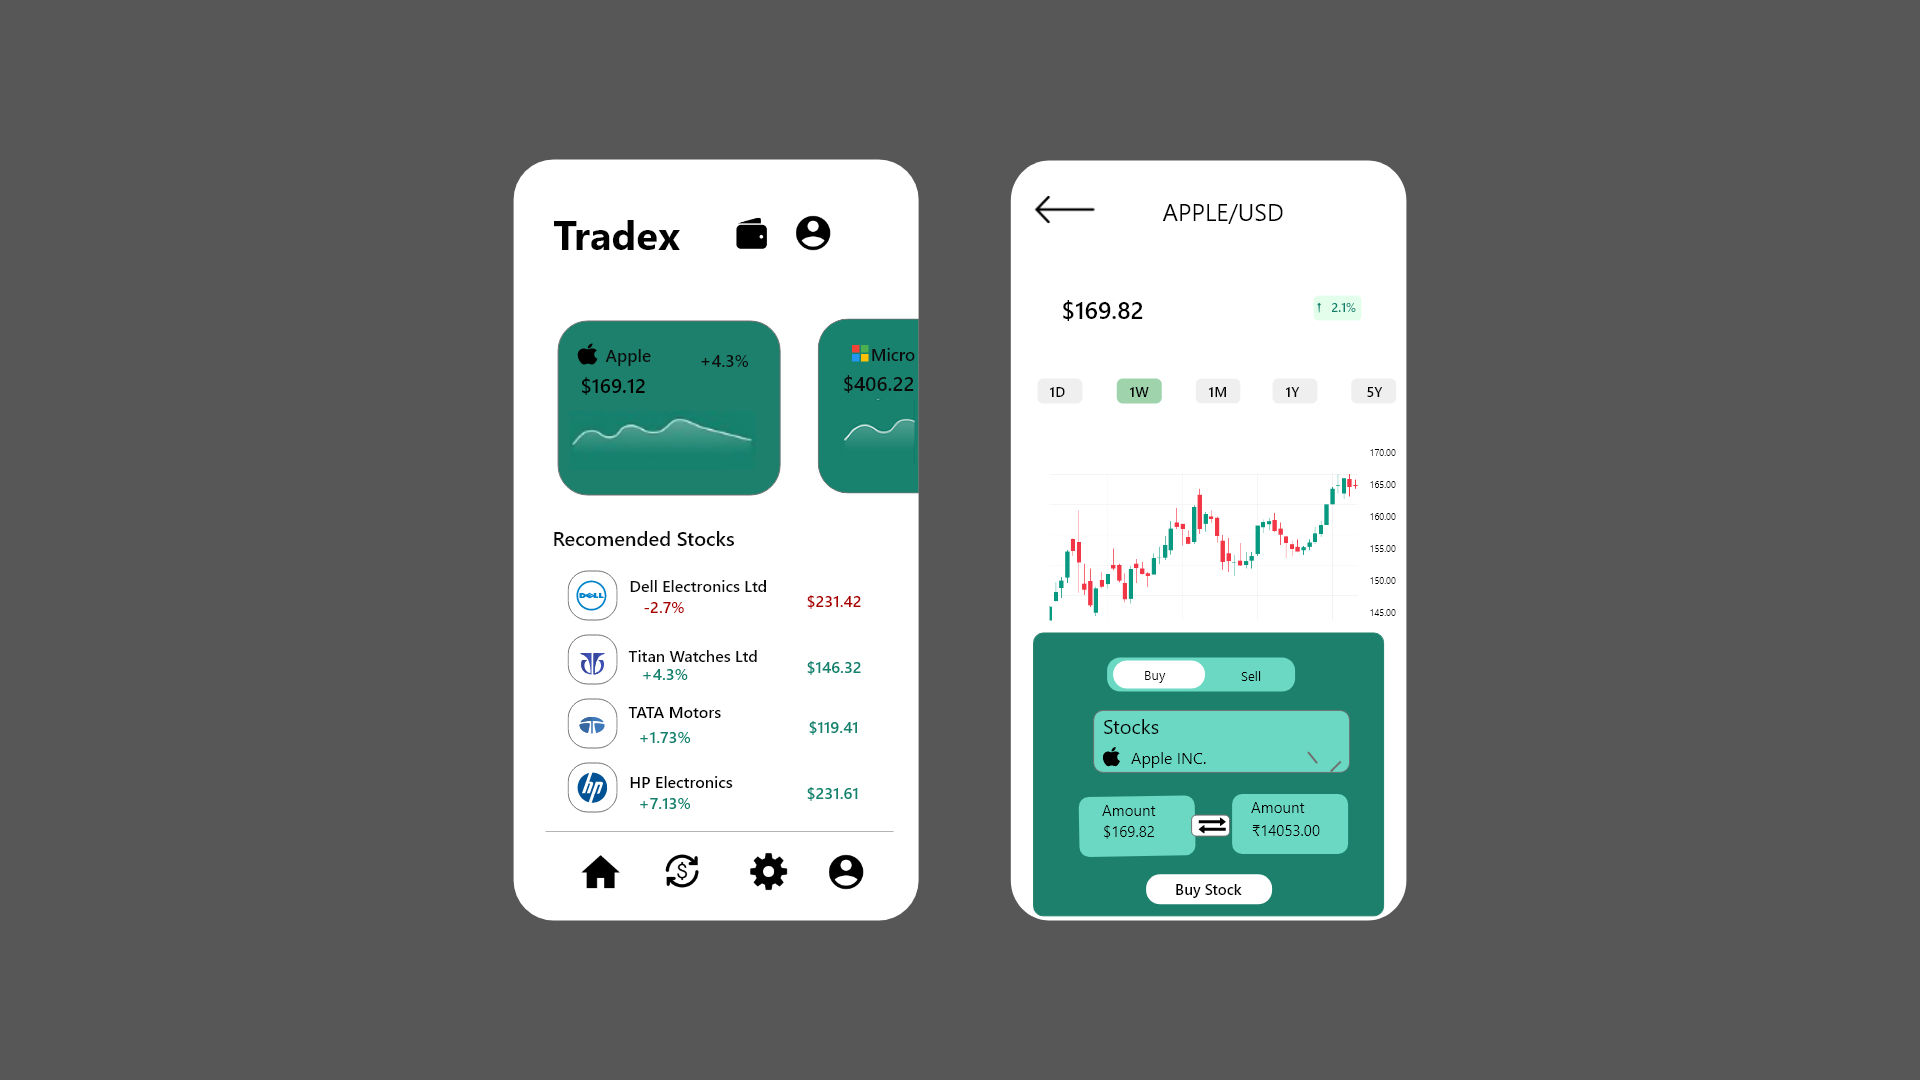 Tradex
Apple
+4.3%
$169.12
Micro
$406.22
Recomended Stocks
DELL
Dell Electronics Ltd
-2.7%
$231.42
Titan Watches Ltd
+4.3%
$146.32
TATA Motors
+1.73%
$119.41
hp
HP Electronics
+7.13%
$231.61
$
APPLE/USD
$169.82
↑ 2.1%
1D
1W
1M
1Y
5Y
170.00
165.00
160.00
155.00
150.00
145.00
Buy
Sell
Stocks
Apple INC.
Amount
$169.82
Amount
₹14053.00
Buy Stock